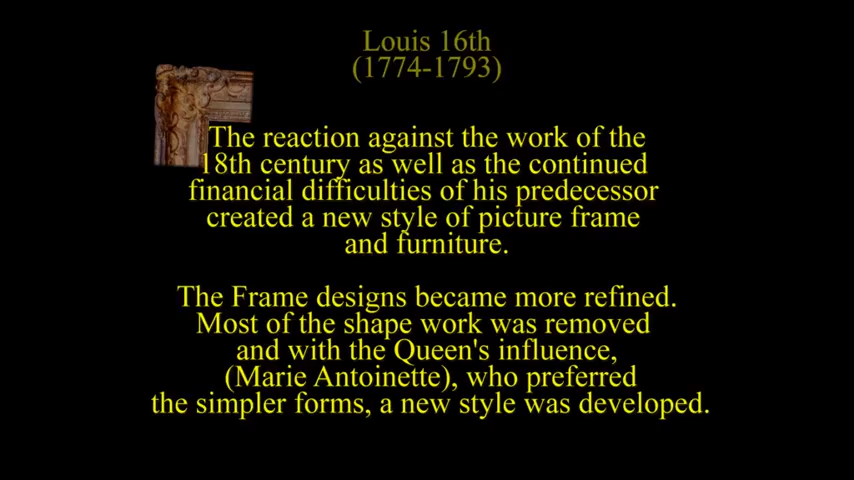 Louis 16th
(1774-1793)
The reaction against the work of the
18th century as well as the continued
financial difficulties of his predecessor
created a new style of picture frame
and furniture.
The Frame designs became more refined.
Most of the shape work was removed
and with the Queen's influence,
(Marie Antoinette), who preferred
the simpler forms, a new style was developed.